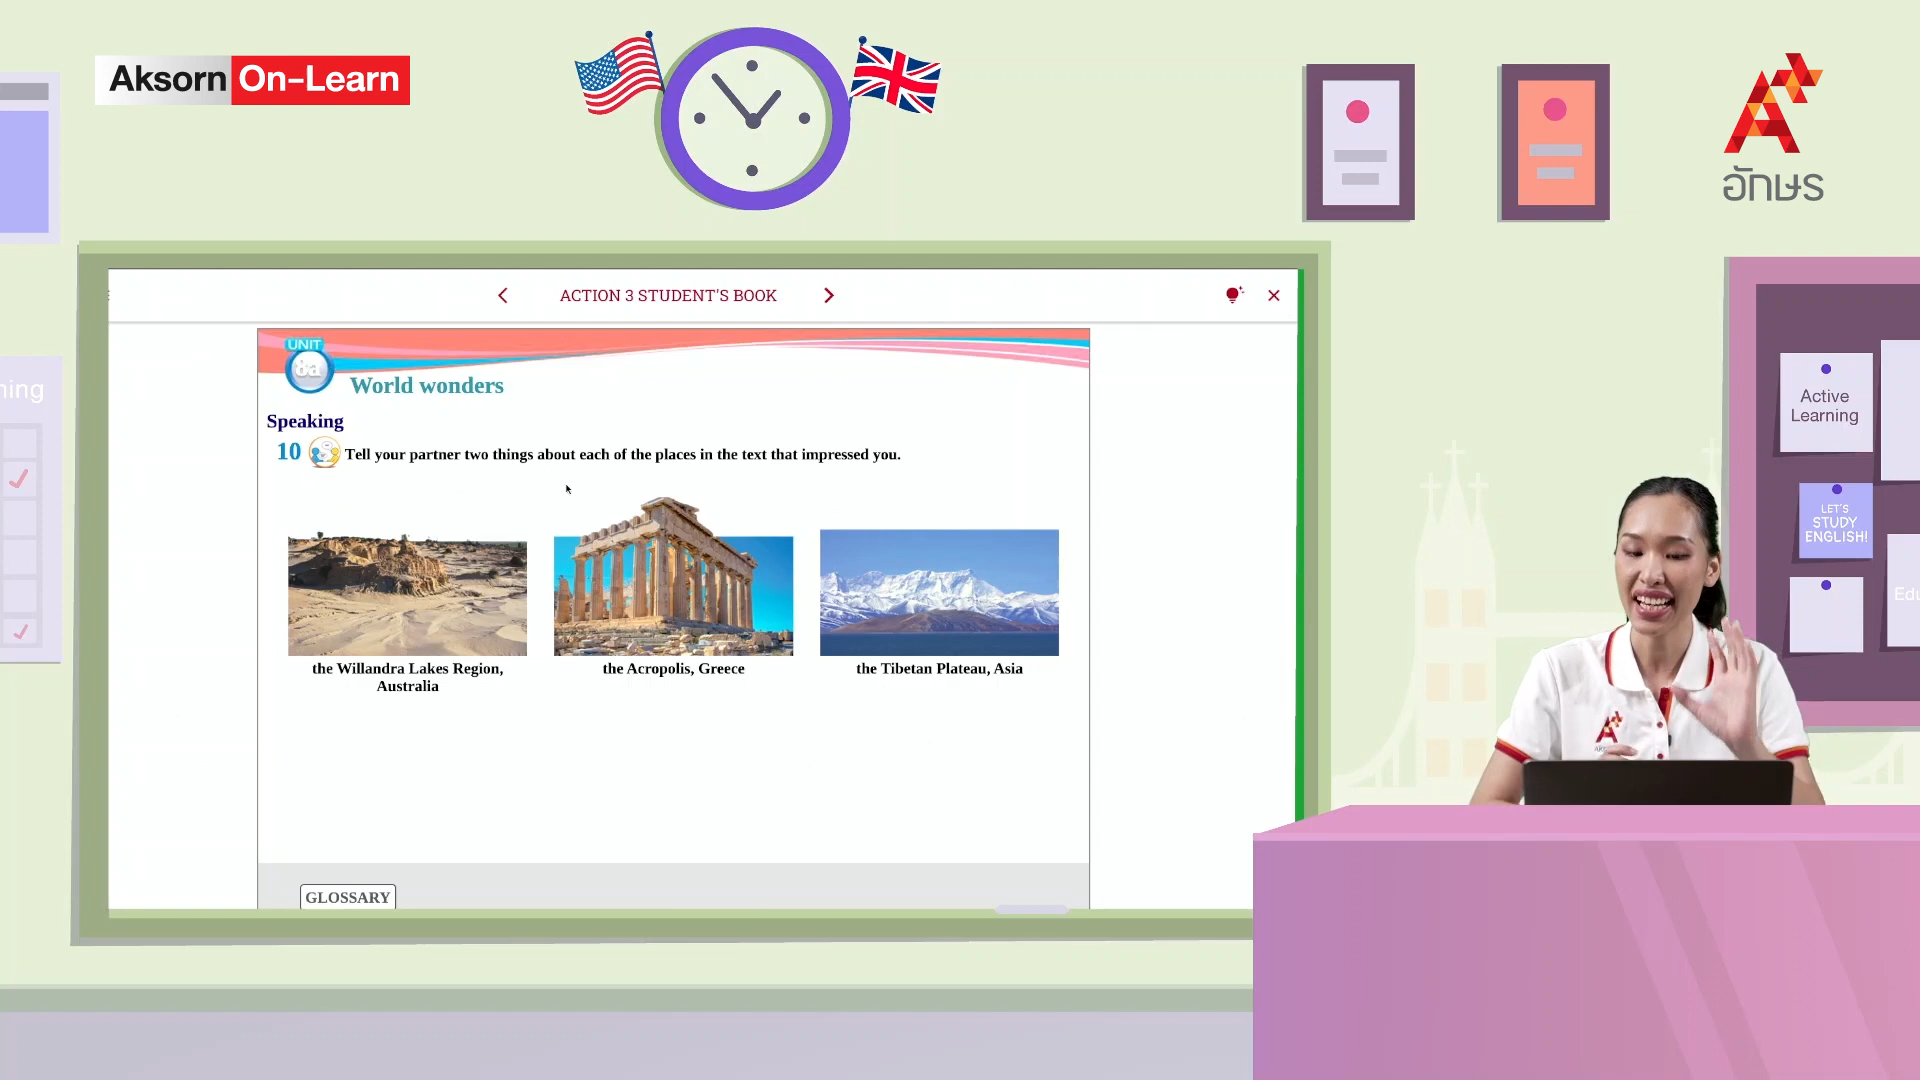 Aksorn On-Learn
อักษร
ACTION 3 STUDENT'S BOOK
UNIT
8a
World wonders
Speaking
10 Tell your partner two things about each of the places in the text that impressed you.
the Willandra Lakes Region,
Australia
the Acropolis, Greece
the Tibetan Plateau, Asia
GLOSSARY
Active
Learning
LET'S
STUDY
ENGLISH!
Edu
ning